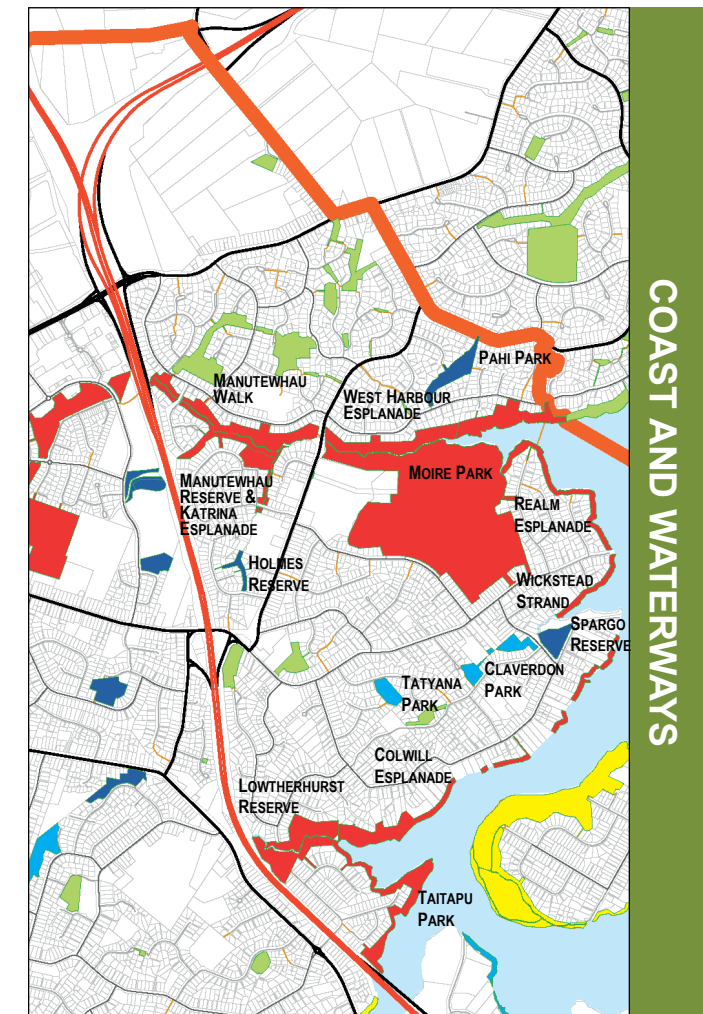 PAHI PARK
MANUTEWHAU
WALK
WEST HARBOUR
ESPLANADE
MOIRE PARK
MANUTEWHAU
RESERVE &
KATRINA
ESPLANADE
REALM
ESPLANADE
HOLMES
RESERVE
WICKSTEAD
STRAND
SPARGO
RESERVE
CLAVERDON
PARK
TATYANA
PARK
COLWILL
ESPLANADE
LOWTHERHURST
RESERVE
TAITAPU
PARK
COAST AND WATERWAYS